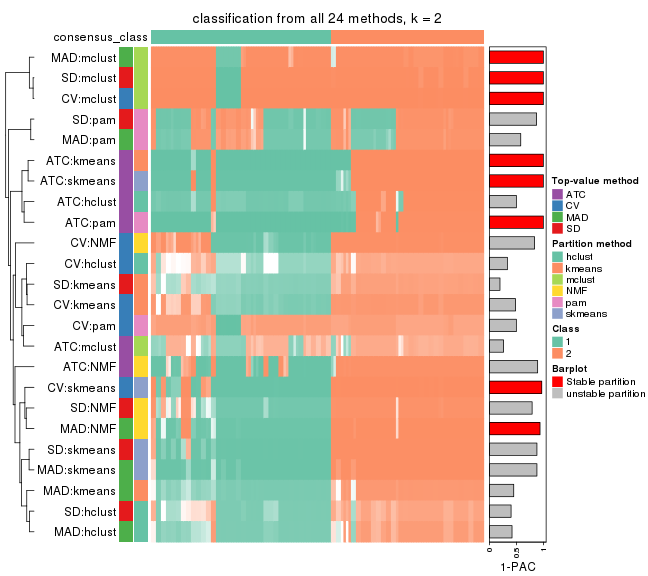 classification from all 24 methods, k = 2
consensus_class
MAD:mclust
SD:mclust
CV:mclust
SD:pam
MAD:pam
ATC:kmeans
ATC:skmeans
ATC:hclust
ATC:pam
CV:NMF
CV:hclust
SD:kmeans
CV:kmeans
CV:pam
ATC:mclust
ATC:NMF
CV:skmeans
SD:NMF
MAD:NMF
SD:skmeans
MAD:skmeans
MAD:kmeans
SD:hclust
MAD:hclust
0 0.5 1
1-PAC
Top-value method
ATC
CV
MAD
SD
Partition method
hclust
kmeans
mclust
NMF
pam
skmeans
Class
1
2
Barplot
Stable partition
unstable partition